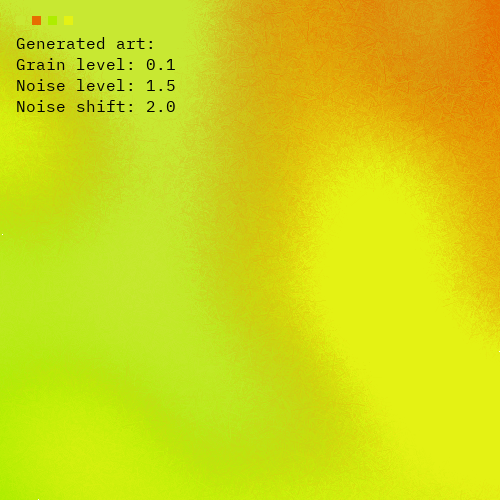 Generated art:
Grain level: 0.1
Noise level: 1.5
Noise shift: 2.0